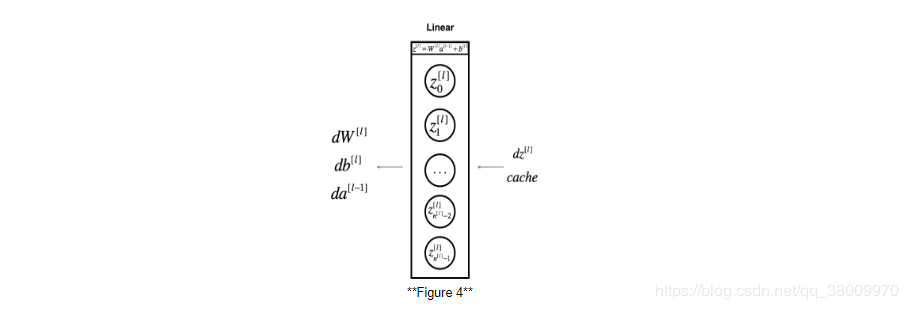 Linear
z^[l] = W^[l] a^[l-1] + b^[l]
z_0^[l]
z_1^[l]
dW^[l]
dz^[l]
db^[l]
...
da^[l-1]
cache
z_{n^[l]-2}^[l]
z_{n^[l]-1}^[l]
**Figure 4**
https://blog.csdn.net/qq_38009970